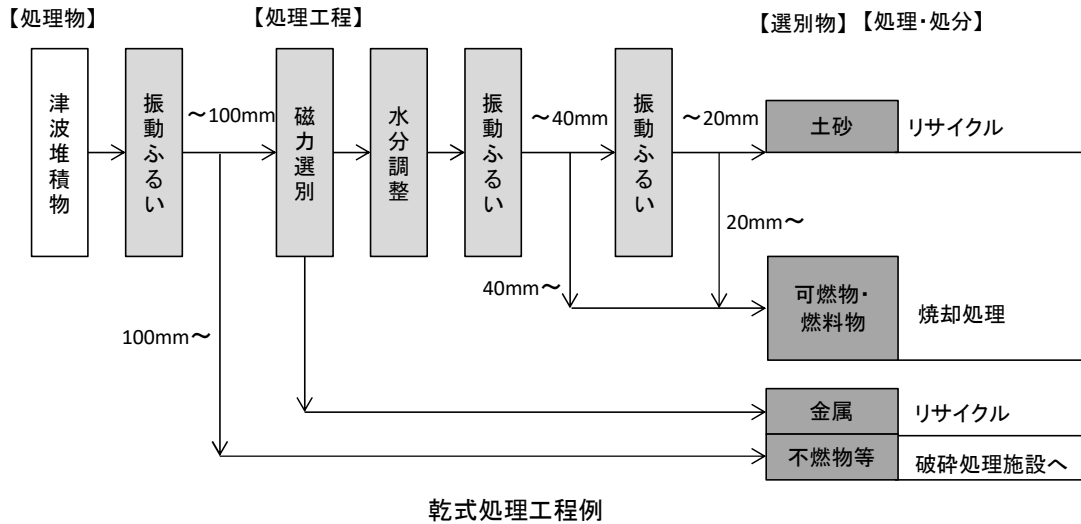 【処理物】
【処理工程】
【選別物】
【処理・処分】
津波堆積物
振動ふるい
～100mm
磁力選別
水分調整
振動ふるい
～40mm
振動ふるい
～20mm
土砂
リサイクル
20mm～
40mm～
可燃物・
燃料物
焼却処理
100mm～
金属
リサイクル
不燃物等
破砕処理施設へ
乾式処理工程例